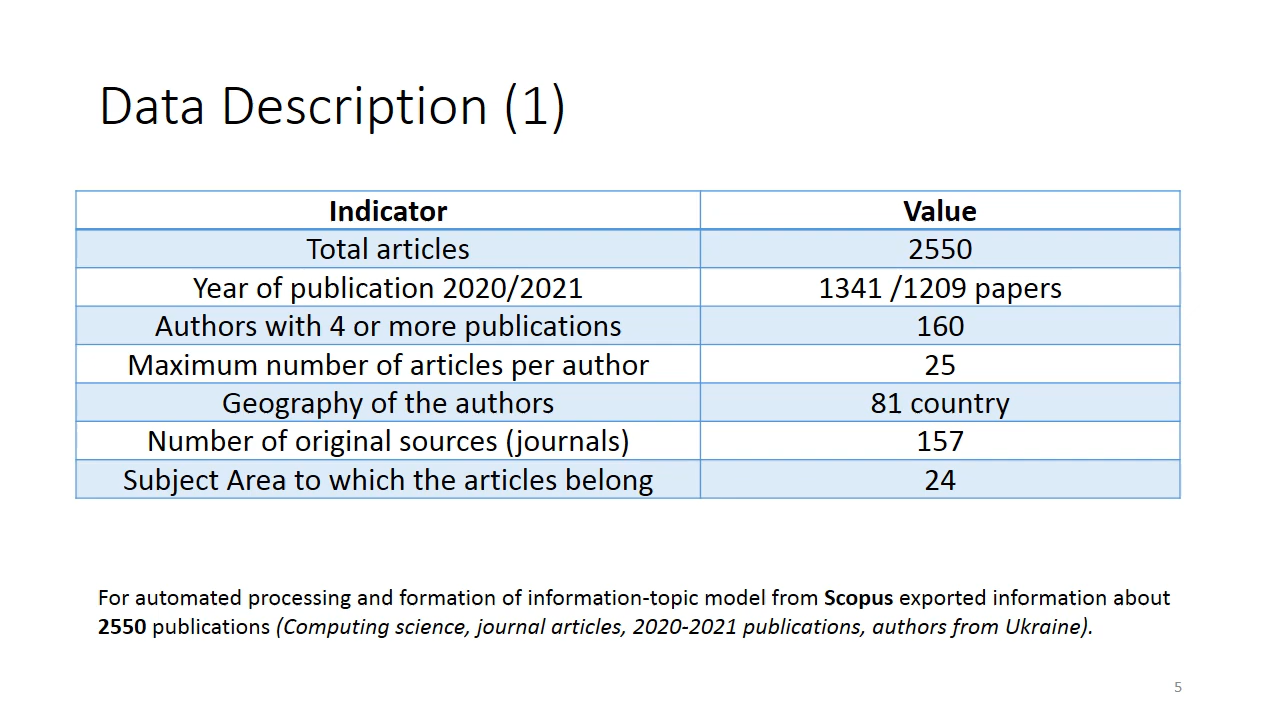 Data Description (1)
Indicator Value
Total articles 2550
Year of publication 2020/2021 1341 /1209 papers
Authors with 4 or more publications 160
Maximum number of articles per author 25
Geography of the authors 81 country
Number of original sources (journals) 157
Subject Area to which the articles belong 24
For automated processing and formation of information-topic model from Scopus exported information about
2550 publications (Computing science, journal articles, 2020-2021 publications, authors from Ukraine).
5